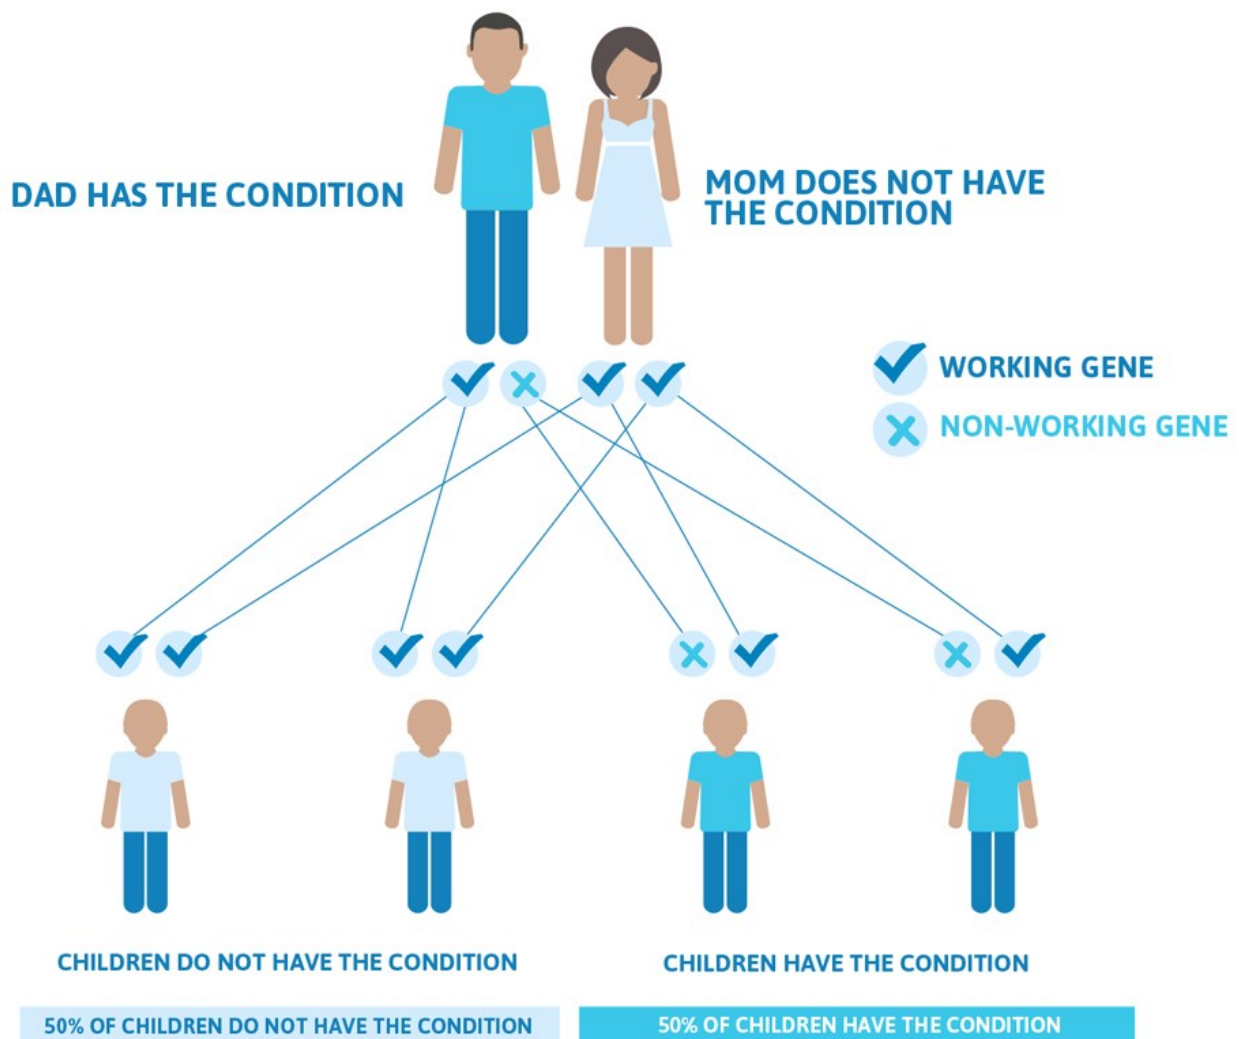 DAD HAS THE CONDITION
MOM DOES NOT HAVE
THE CONDITION
WORKING GENE
NON-WORKING GENE
CHILDREN DO NOT HAVE THE CONDITION
CHILDREN HAVE THE CONDITION
50% OF CHILDREN DO NOT HAVE THE CONDITION
50% OF CHILDREN HAVE THE CONDITION